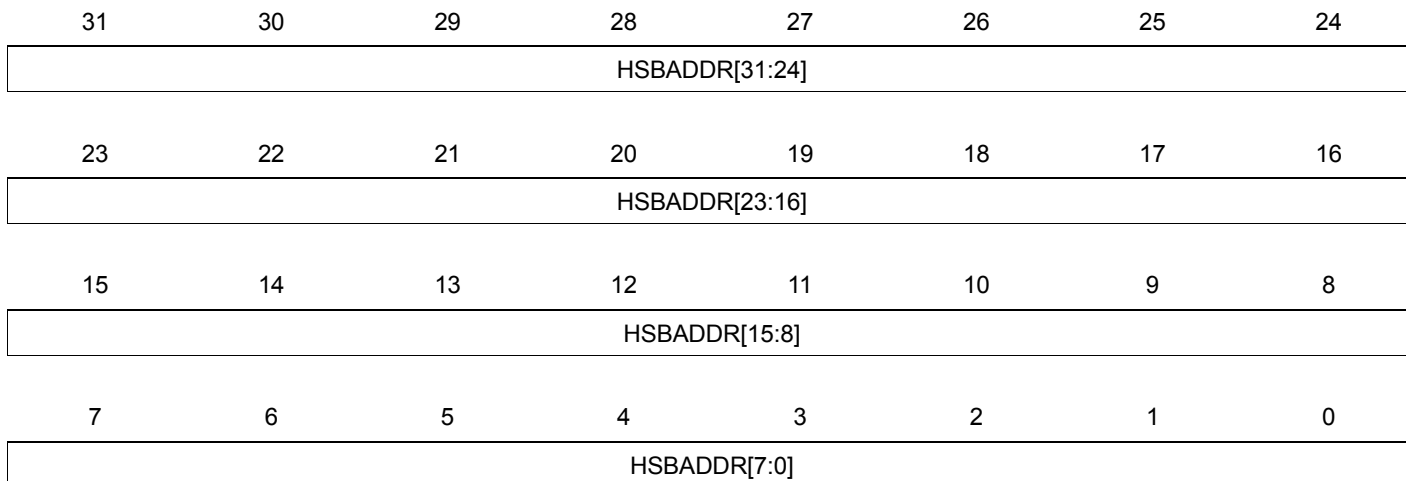 31 30 29 28 27 26 25 24
HSBADDR[31:24]
23 22 21 20 19 18 17 16
HSBADDR[23:16]
15 14 13 12 11 10 9 8
HSBADDR[15:8]
7 6 5 4 3 2 1 0
HSBADDR[7:0]